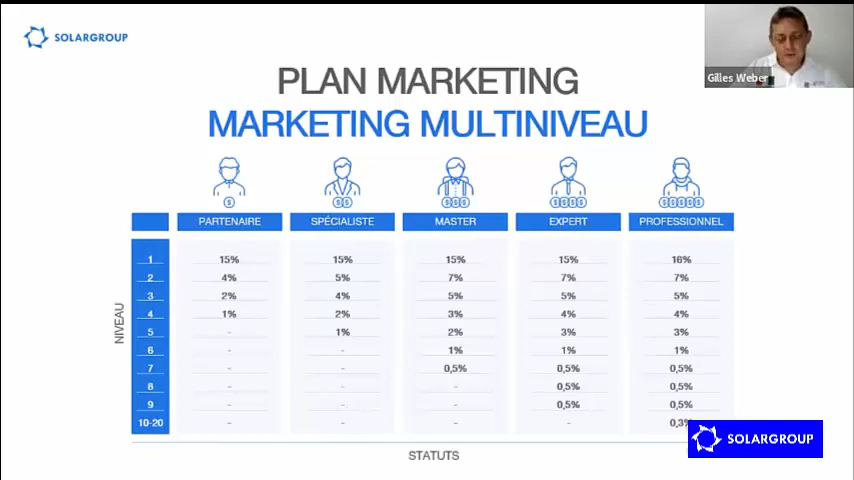 SOLARGROUP
Gilles Weber
PLAN MARKETING
MARKETING MULTINIVEAU
PARTENAIRE SPÉCIALISTE MASTER EXPERT PROFESSIONNEL
NIVEAU
1 15% 15% 15% 15% 16%
2 4% 5% 7% 7% 7%
3 2% 4% 5% 5% 5%
4 1% 2% 3% 4% 4%
5 - 1% 2% 3% 3%
6 - - 1% 1% 1%
7 - - 0,5% 0,5% 0,5%
8 - - - 0,5% 0,5%
9 - - - 0,5% 0,5%
10-20 - - - - 0,3%
SOLARGROUP
STATUTS